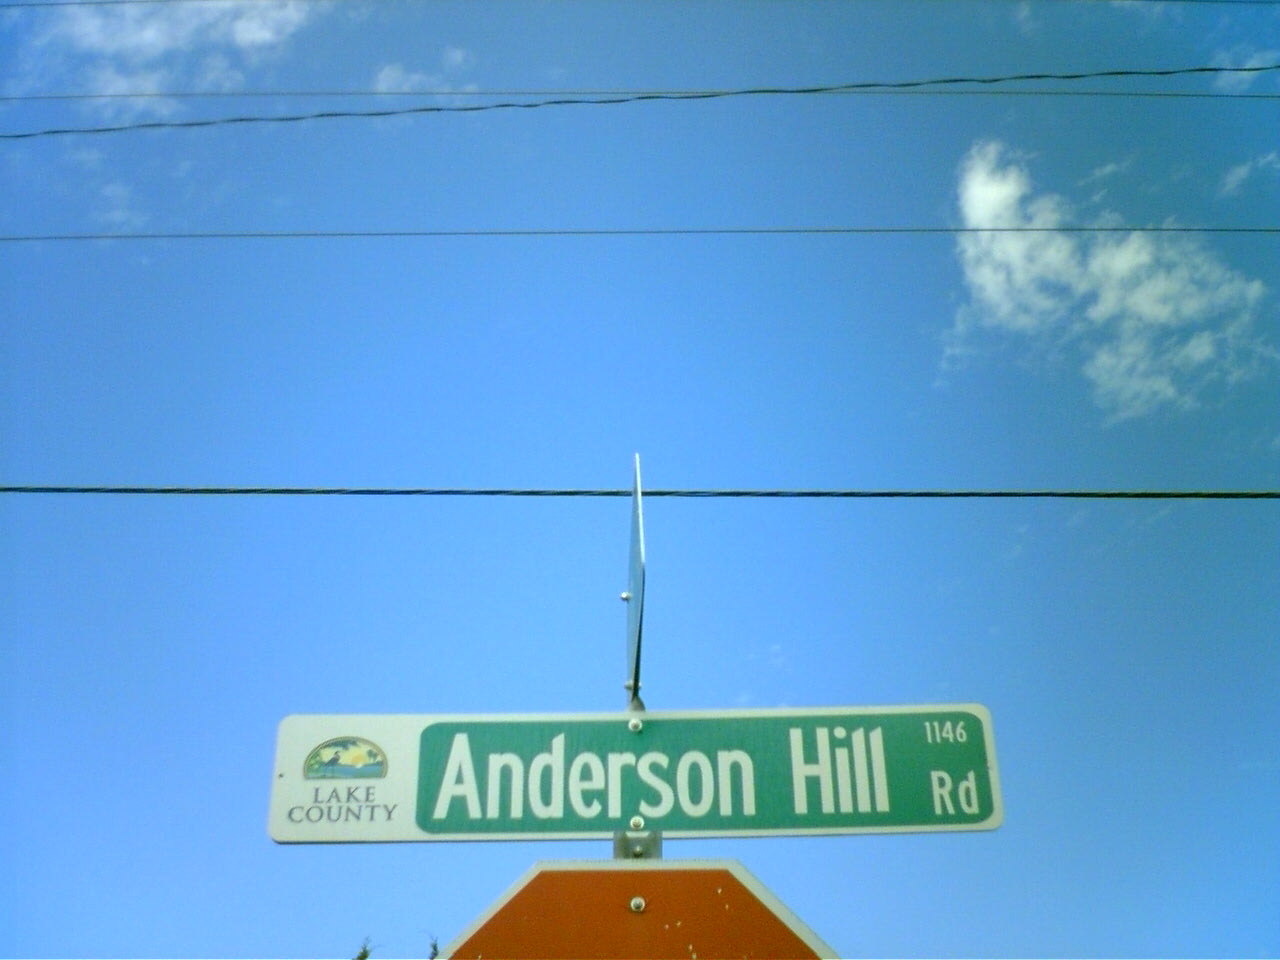 LAKE
COUNTY
Anderson Hill Rd
1146